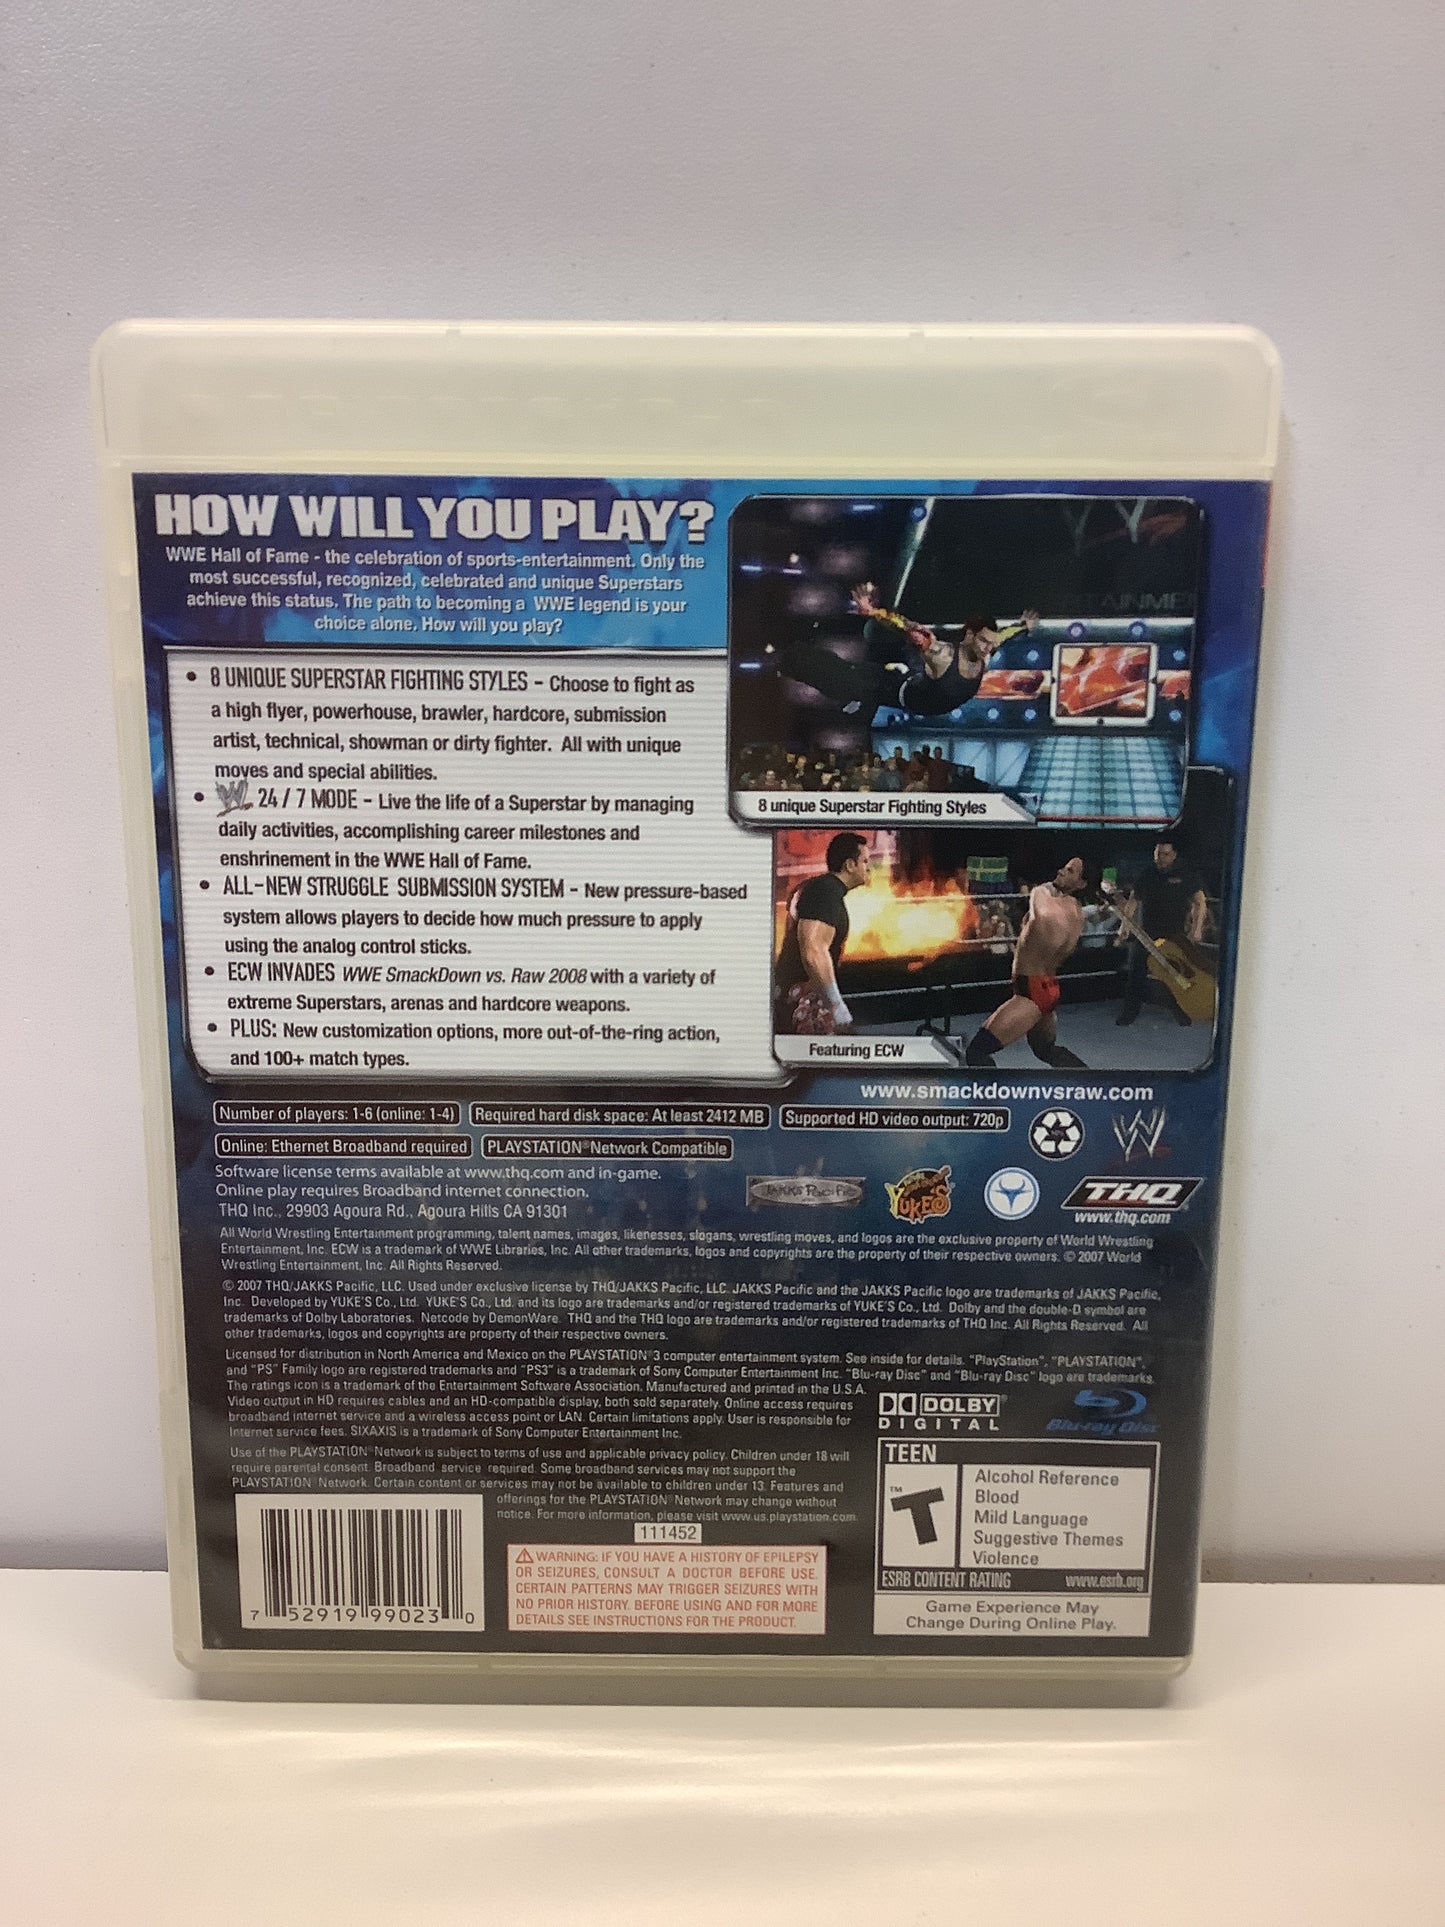 HOW WILL YOU PLAY?
WWE Hall of Fame - the celebration of sports-entertainment. Only the
most successful, recognized, celebrated and unique Superstars
achieve this status. The path to becoming a WWE legend is your
choice alone. How will you play?
• 8 UNIQUE SUPERSTAR FIGHTING STYLES – Choose to fight as
a high flyer, powerhouse, brawler, hardcore, submission
artist, technical, showman or dirty fighter. All with unique
moves and special abilities.
• W 24 / 7 MODE – Live the life of a Superstar by managing
daily activities, accomplishing career milestones and
enshrinement in the WWE Hall of Fame.
• ALL-NEW STRUGGLE SUBMISSION SYSTEM – New pressure-based
system allows players to decide how much pressure to apply
using the analog control sticks.
• ECW INVADES WWE SmackDown vs. Raw 2008 with a variety of
extreme Superstars, arenas and hardcore weapons.
• PLUS: New customization options, more out-of-the-ring action,
and 100+ match types.
8 unique Superstar Fighting Styles
Featuring ECW
www.smackdownvsraw.com
Number of players: 1-6 (online: 1-4) Required hard disk space: At least 2412 MB Supported HD video output: 720p
Online: Ethernet Broadband required PLAYSTATION®Network Compatible
Software license terms available at www.thq.com and in-game.
Online play requires Broadband internet connection.
THQ Inc., 29903 Agoura Rd., Agoura Hills CA 91301
JAKKS Pacific
YUKE'S
THQ
www.thq.com
All World Wrestling Entertainment programming, talent names, images, likenesses, slogans, wrestling moves, and logos are the exclusive property of World Wrestling
Entertainment, Inc. ECW is a trademark of WWE Libraries, Inc. All other trademarks, logos and copyrights are the property of their respective owners. © 2007 World
Wrestling Entertainment, Inc. All Rights Reserved.
© 2007 THQ/JAKKS Pacific, LLC. Used under exclusive license by THQ/JAKKS Pacific, LLC. JAKKS Pacific and the JAKKS Pacific logo are trademarks of JAKKS Pacific,
Inc. Developed by YUKE'S Co., Ltd. YUKE'S Co., Ltd. and its logo are trademarks and/or registered trademarks of YUKE'S Co., Ltd. Dolby and the double-D symbol are
trademarks of Dolby Laboratories. Netcode by DemonWare. THQ and the THQ logo are trademarks and/or registered trademarks of THQ Inc. All Rights Reserved. All
other trademarks, logos and copyrights are property of their respective owners.
Licensed for distribution in North America and Mexico on the PLAYSTATION®3 computer entertainment system. See inside for details. "PlayStation", "PLAYSTATION",
and "PS" Family logo are registered trademarks and "PS3" is a trademark of Sony Computer Entertainment Inc. "Blu-ray Disc" and "Blu-ray Disc" logo are trademarks.
The ratings icon is a trademark of the Entertainment Software Association. Manufactured and printed in the U.S.A.
Video output in HD requires cables and an HD-compatible display, both sold separately. Online access requires
broadband internet service and a wireless access point or LAN. Certain limitations apply. User is responsible for
Internet service fees. SIXAXIS is a trademark of Sony Computer Entertainment Inc.
Use of the PLAYSTATION®Network is subject to terms of use and applicable privacy policy. Children under 18 will
require parental consent. Broadband service required. Some broadband services may not support the
PLAYSTATION®Network. Certain content or services may not be available to children under 13. Features and
offerings for the PLAYSTATION®Network may change without
notice. For more information, please visit www.us.playstation.com.
111452
DOLBY
DIGITAL
Blu-ray Disc
WARNING: IF YOU HAVE A HISTORY OF EPILEPSY
OR SEIZURES, CONSULT A DOCTOR BEFORE USE.
CERTAIN PATTERNS MAY TRIGGER SEIZURES WITH
NO PRIOR HISTORY. BEFORE USING AND FOR MORE
DETAILS SEE INSTRUCTIONS FOR THE PRODUCT.
7 52919 99023 0
TEEN
T™
Alcohol Reference
Blood
Mild Language
Suggestive Themes
Violence
ESRB CONTENT RATING www.esrb.org
Game Experience May
Change During Online Play.